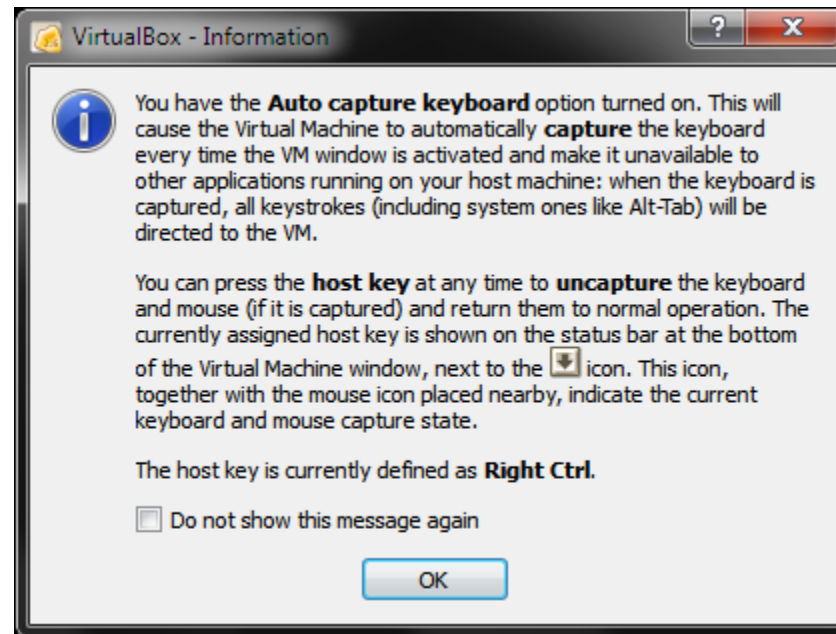 VirtualBox - Information
?
X
You have the Auto capture keyboard option turned on. This will
cause the Virtual Machine to automatically capture the keyboard
every time the VM window is activated and make it unavailable to
other applications running on your host machine: when the keyboard is
captured, all keystrokes (including system ones like Alt-Tab) will be
directed to the VM.
You can press the host key at any time to uncapture the keyboard
and mouse (if it is captured) and return them to normal operation. The
currently assigned host key is shown on the status bar at the bottom
of the Virtual Machine window, next to the icon. This icon,
together with the mouse icon placed nearby, indicate the current
keyboard and mouse capture state.
The host key is currently defined as Right Ctrl.
Do not show this message again
OK